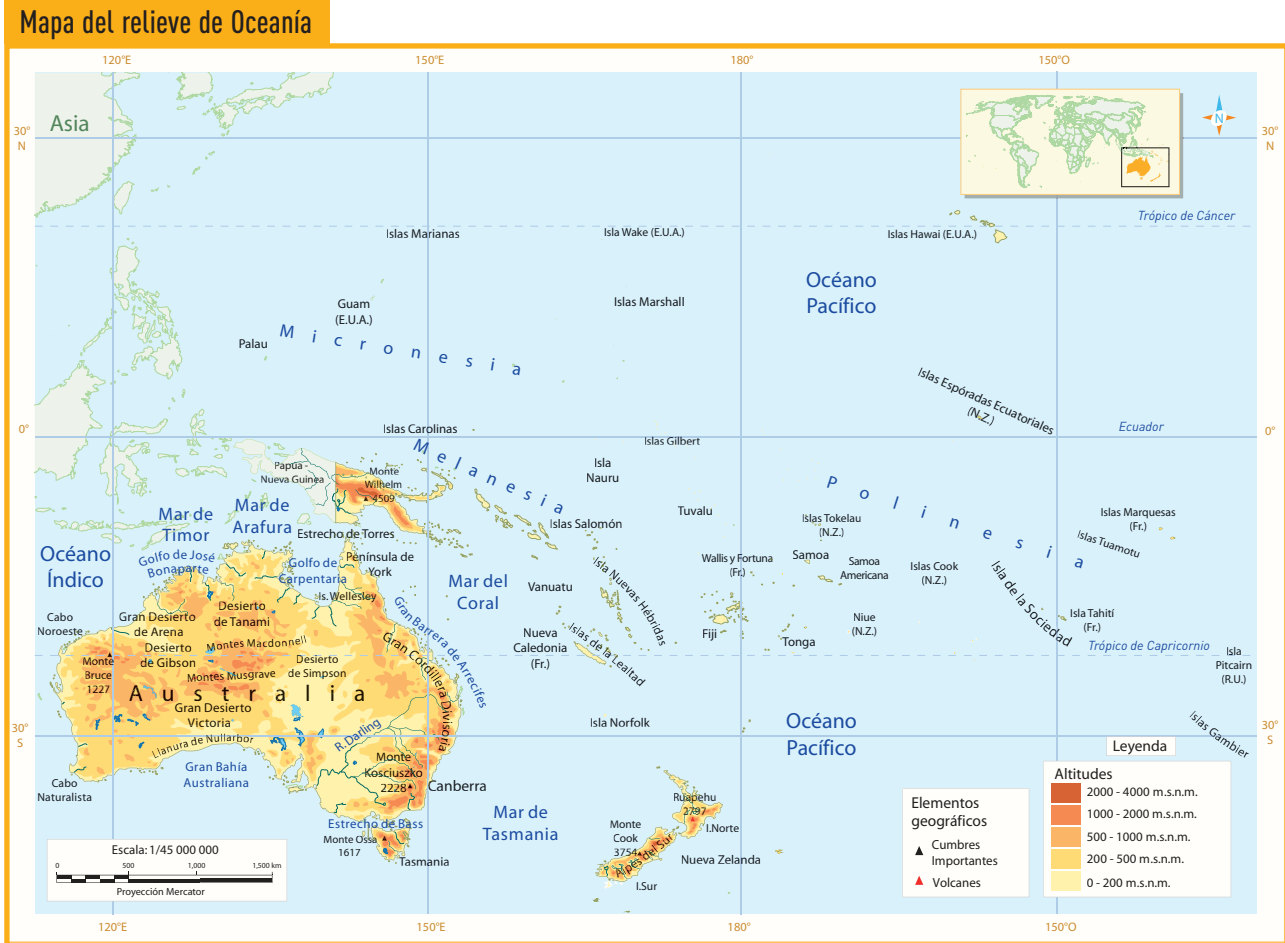 Mapa del relieve de Oceanía
120°E
150°E
180°
150°O
30°
N
30°
N
Asia
N
Trópico de Cáncer
Islas Marianas
Isla Wake (E.U.A.)
Islas Hawai (E.U.A.)
Océano
Pacífico
Guam
(E.U.A.)
Islas Marshall
Micronesia
Palau
Islas Espóradas Ecuatoriales
(N.Z.)
0°
Islas Carolinas
Ecuador
0°
Islas Gilbert
Melanesia
Papúa -
Nueva Guinea
Monte
Wilhelm
4509
Isla
Nauru
Polinesia
Mar de
Timor
Mar de
Arafura
Islas Salomón
Tuvalu
Islas Tokelau
(N.Z.)
Islas Marquesas
(Fr.)
Estrecho de Torres
Islas Tuamotu
Océano
Índico
Golfo de José
Bonaparte
Golfo de
Carpentaria
Península de
York
Wallis y Fortuna
(Fr.)
Samoa
Samoa
Americana
Islas Cook
(N.Z.)
Isla de la Sociedad
Mar del
Coral
Vanuatu
Isla Nuevas Hébridas
Is. Wellesley
Gran Barrera de Arrecifes
Cabo
Noroeste
Gran Desierto
de Arena
Desierto
de Tanami
Niue
(N.Z.)
Isla Tahití
(Fr.)
Nueva
Caledonia
(Fr.)
Islas de la Lealtad
Fiji
Tonga
Trópico de Capricornio
Isla
Pitcairn
(R.U.)
Desierto
de Gibson
Montes Macdonnell
Gran Cordillera Divisoria
Monte
Bruce
1227
Montes Musgrave
Desierto
de Simpson
Australia
Gran Desierto
Victoria
Isla Norfolk
Océano
Pacífico
Islas Gambier
30°
S
30°
S
R. Darling
Llanura de Nullarbor
Gran Bahía
Australiana
Monte
Kosciuszko
2228
Canberra
Cabo
Naturalista
Mar de
Tasmania
Ruapehu
2797
I.Norte
Estrecho de Bass
Monte Ossa
1617
Tasmania
Monte
Cook
3754
Alpes del Sur
Nueva Zelanda
I.Sur
Escala: 1/45 000 000
0 500 1,000 1,500 km
Proyección Mercator
Elementos
geográficos
Cumbres
Importantes
Volcanes
Leyenda
Altitudes
2000 - 4000 m.s.n.m.
1000 - 2000 m.s.n.m.
500 - 1000 m.s.n.m.
200 - 500 m.s.n.m.
0 - 200 m.s.n.m.
120°E
150°E
180°
150°O